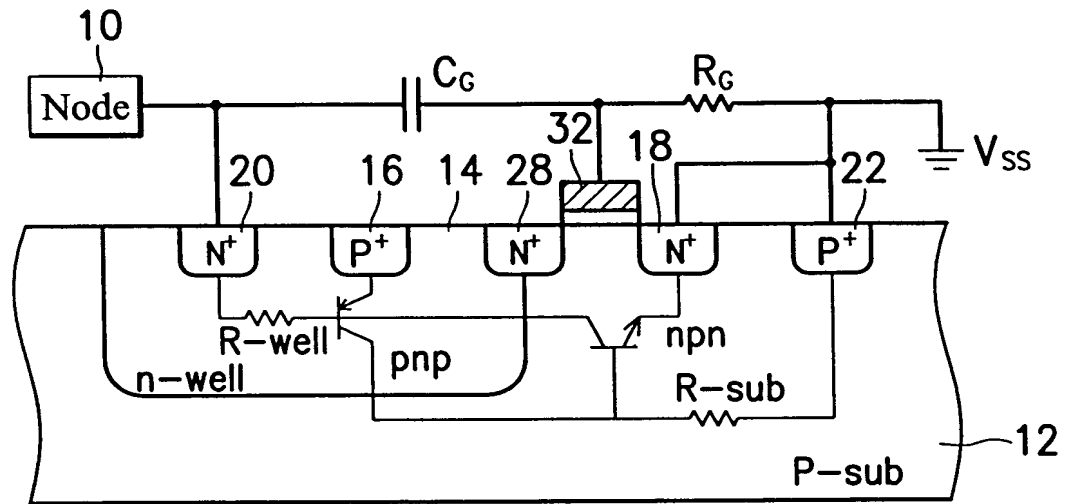 10
Node
C_G
R_G
V_SS
20
16
14
28
32
18
22
N+
P+
N+
N+
P+
R-well
pnp
npn
n-well
R-sub
12
P-sub